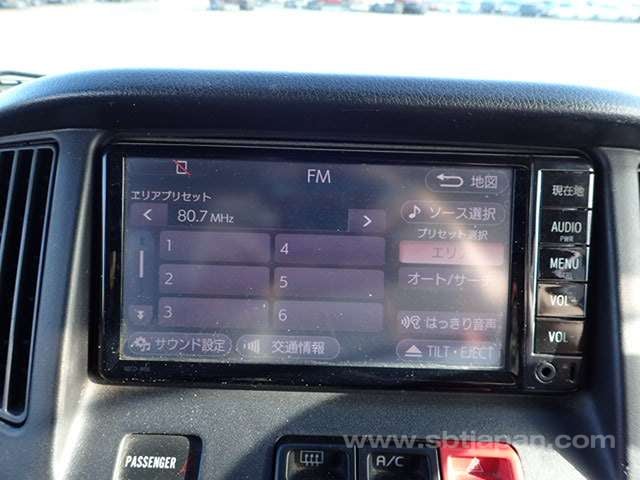 FM
地図
エリアプリセット
80.7 MHz
ソース選択
プリセット選択
1
4
エリア
2
5
オート/サーチ
3
6
はっきり音声
サウンド設定
交通情報
TILT・EJECT
現在地
AUDIO
PWR
MENU
VOL
VOL
PASSENGER
A/C
www.sbtjapan.com